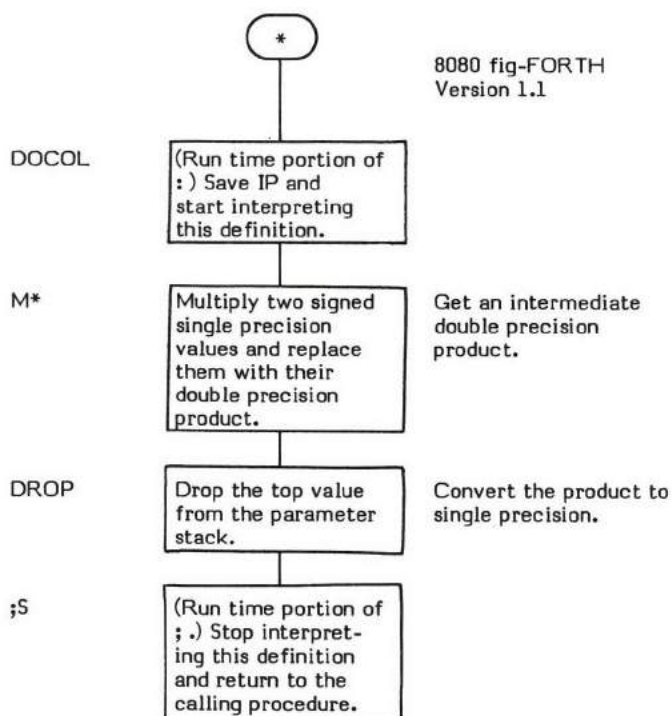 *
8080 fig-FORTH
Version 1.1
DOCOL
(Run time portion of
: ) Save IP and
start interpreting
this definition.
M*
Multiply two signed
single precision
values and replace
them with their
double precision
product.
Get an intermediate
double precision
product.
DROP
Drop the top value
from the parameter
stack.
Convert the product to
single precision.
;S
(Run time portion of
; .) Stop interpret-
ing this definition
and return to the
calling procedure.